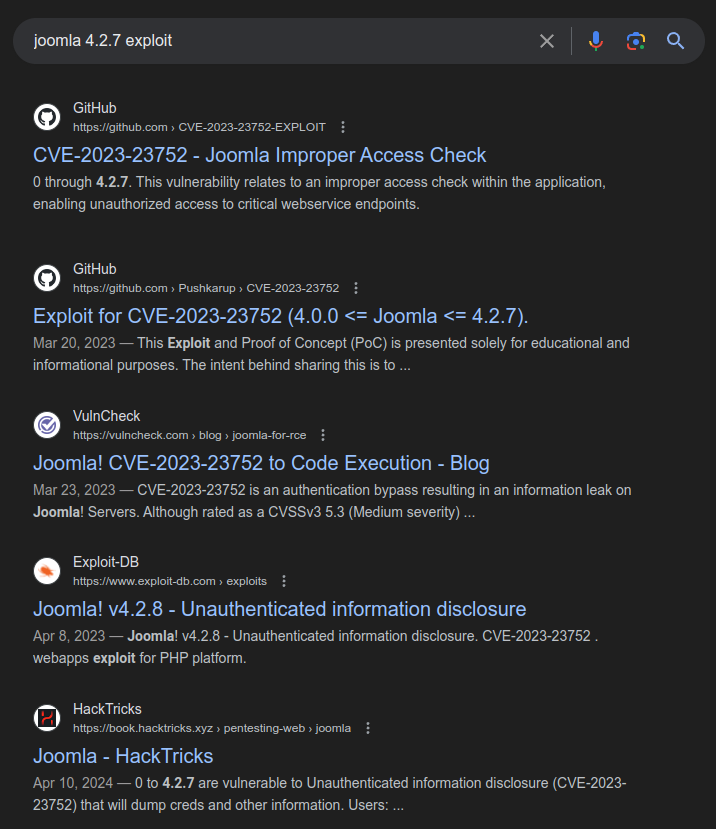 joomla 4.2.7 exploit
GitHub
https://github.com › CVE-2023-23752-EXPLOIT
CVE-2023-23752 - Joomla Improper Access Check
0 through 4.2.7. This vulnerability relates to an improper access check within the application,
enabling unauthorized access to critical webservice endpoints.
GitHub
https://github.com › Pushkarup › CVE-2023-23752
Exploit for CVE-2023-23752 (4.0.0 <= Joomla <= 4.2.7).
Mar 20, 2023 — This Exploit and Proof of Concept (PoC) is presented solely for educational and
informational purposes. The intent behind sharing this is to ...
VulnCheck
https://vulncheck.com › blog › joomla-for-rce
Joomla! CVE-2023-23752 to Code Execution - Blog
Mar 23, 2023 — CVE-2023-23752 is an authentication bypass resulting in an information leak on
Joomla! Servers. Although rated as a CVSSv3 5.3 (Medium severity) ...
Exploit-DB
https://www.exploit-db.com › exploits
Joomla! v4.2.8 - Unauthenticated information disclosure
Apr 8, 2023 — Joomla! v4.2.8 - Unauthenticated information disclosure. CVE-2023-23752 .
webapps exploit for PHP platform.
HackTricks
https://book.hacktricks.xyz › pentesting-web › joomla
Joomla - HackTricks
Apr 10, 2024 — 0 to 4.2.7 are vulnerable to Unauthenticated information disclosure (CVE-2023-
23752) that will dump creds and other information. Users: ...